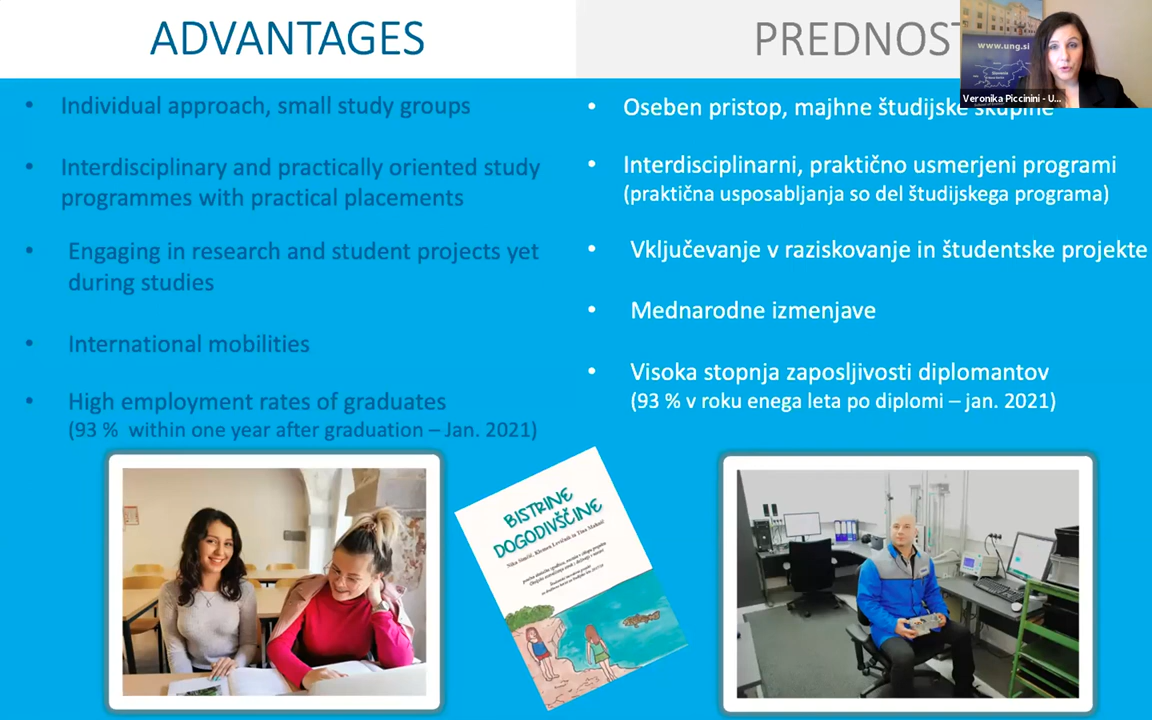 ADVANTAGES
• Individual approach, small study groups
• Interdisciplinary and practically oriented study
programmes with practical placements
• Engaging in research and student projects yet
during studies
• International mobilities
• High employment rates of graduates
(93 % within one year after graduation – Jan. 2021)
PREDNOST
• Oseben pristop, majhne študijske skupine
• Interdisciplinarni, praktično usmerjeni programi
(praktična usposabljanja so del študijskega programa)
• Vključevanje v raziskovanje in študentske projekte
• Mednarodne izmenjave
• Visoka stopnja zaposljivosti diplomantov
(93 % v roku enega leta po diplomi – jan. 2021)
www.ung.si
Slovenia
Veronika Piccinini - U...
BISTRINE
DOGODIVŠČINE